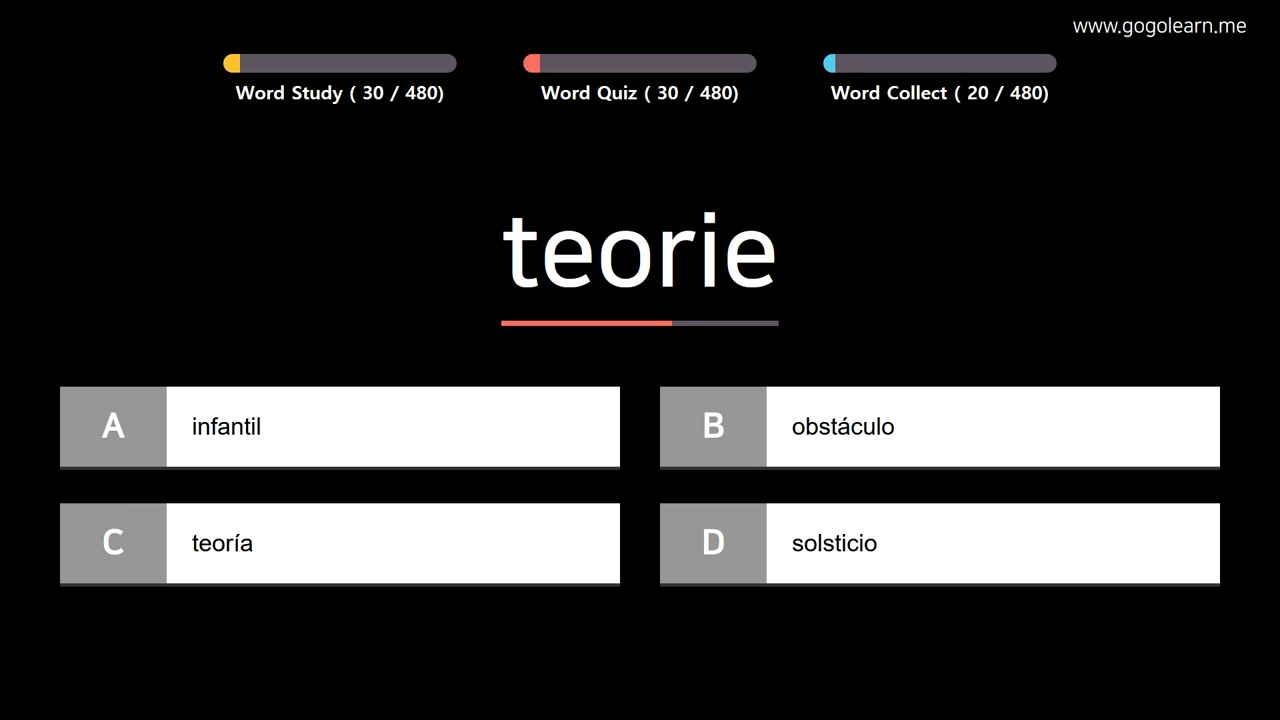 www.gogolearn.me
Word Study ( 30 / 480)
Word Quiz ( 30 / 480)
Word Collect ( 20 / 480)
teorie
A infantil
B obstáculo
C teoría
D solsticio